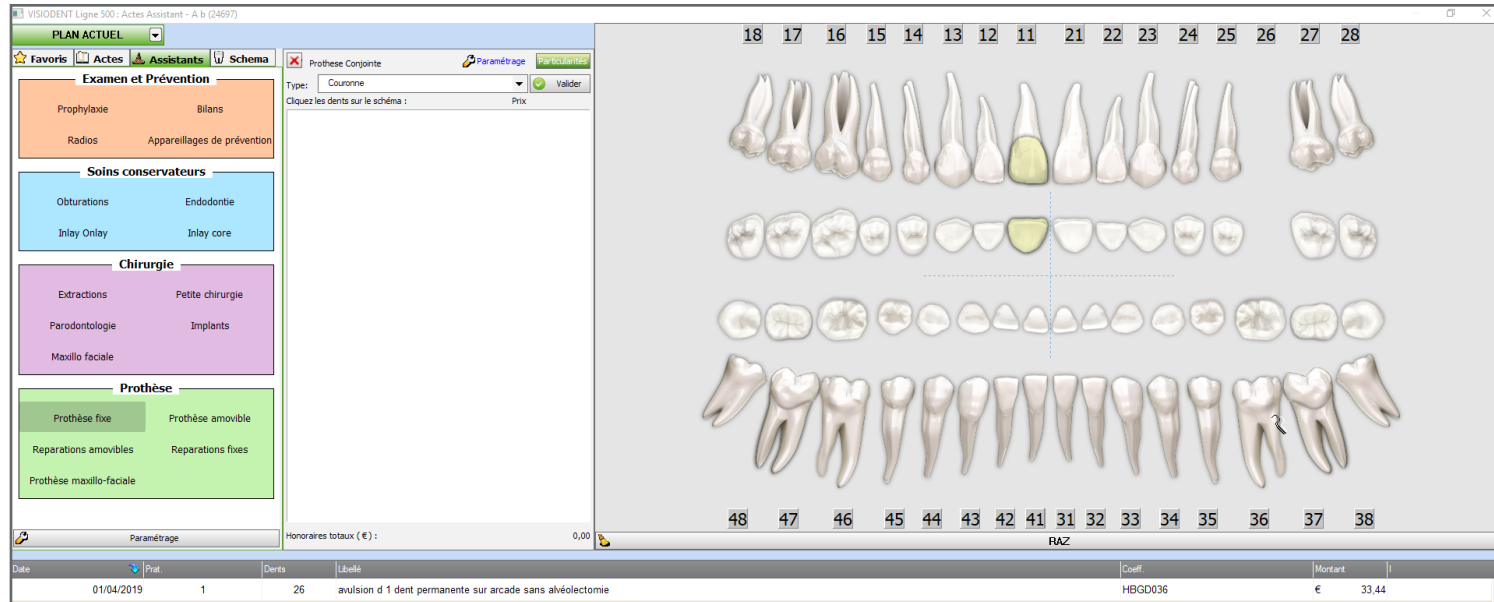 VISIODENT Ligne 500 : Actes Assistant - A b (24697)
PLAN ACTUEL
Favoris Actes Assistants Schema
Examen et Prévention
Prophylaxie Bilans
Radios Appareillages de prévention
Soins conservateurs
Obturations Endodontie
Inlay Onlay Inlay core
Chirurgie
Extractions Petite chirurgie
Parodontologie Implants
Maxillo faciale
Prothèse
Prothèse fixe Prothèse amovible
Reparations amovibles Reparations fixes
Prothèse maxillo-faciale
Paramétrage
Prothese Conjointe Paramétrage Particularités
Type: Couronne Valider
Cliquez les dents sur le schéma : Prix
Honoraires totaux ( € ) : 0,00
18 17 16 15 14 13 12 11 21 22 23 24 25 26 27 28
48 47 46 45 44 43 42 41 31 32 33 34 35 36 37 38
RAZ
Date Prat. Dents Libellé Coeff. Montant I
01/04/2019 1 26 avulsion d 1 dent permanente sur arcade sans alvéolectomie HBGD036 € 33,44